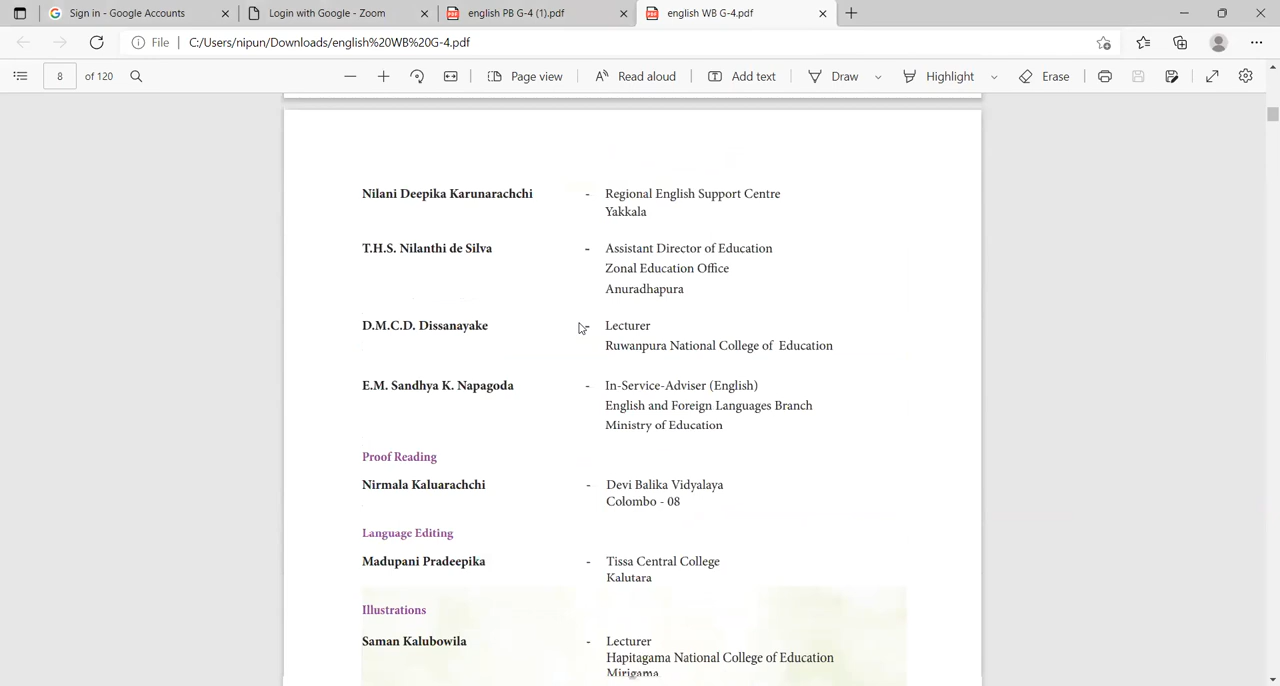 Sign in - Google Accounts
Login with Google - Zoom
english PB G-4 (1).pdf
english WB G-4.pdf
File
C:/Users/nipun/Downloads/english%20WB%20G-4.pdf
8 of 120
Page view
Read aloud
Add text
Draw
Highlight
Erase
Nilani Deepika Karunarachchi - Regional English Support Centre
Yakkala
T.H.S. Nilanthi de Silva - Assistant Director of Education
Zonal Education Office
Anuradhapura
D.M.C.D. Dissanayake - Lecturer
Ruwanpura National College of Education
E.M. Sandhya K. Napagoda - In-Service-Adviser (English)
English and Foreign Languages Branch
Ministry of Education
Proof Reading
Nirmala Kaluarachchi - Devi Balika Vidyalaya
Colombo - 08
Language Editing
Madupani Pradeepika - Tissa Central College
Kalutara
Illustrations
Saman Kalubowila - Lecturer
Hapitagama National College of Education
Mirigama